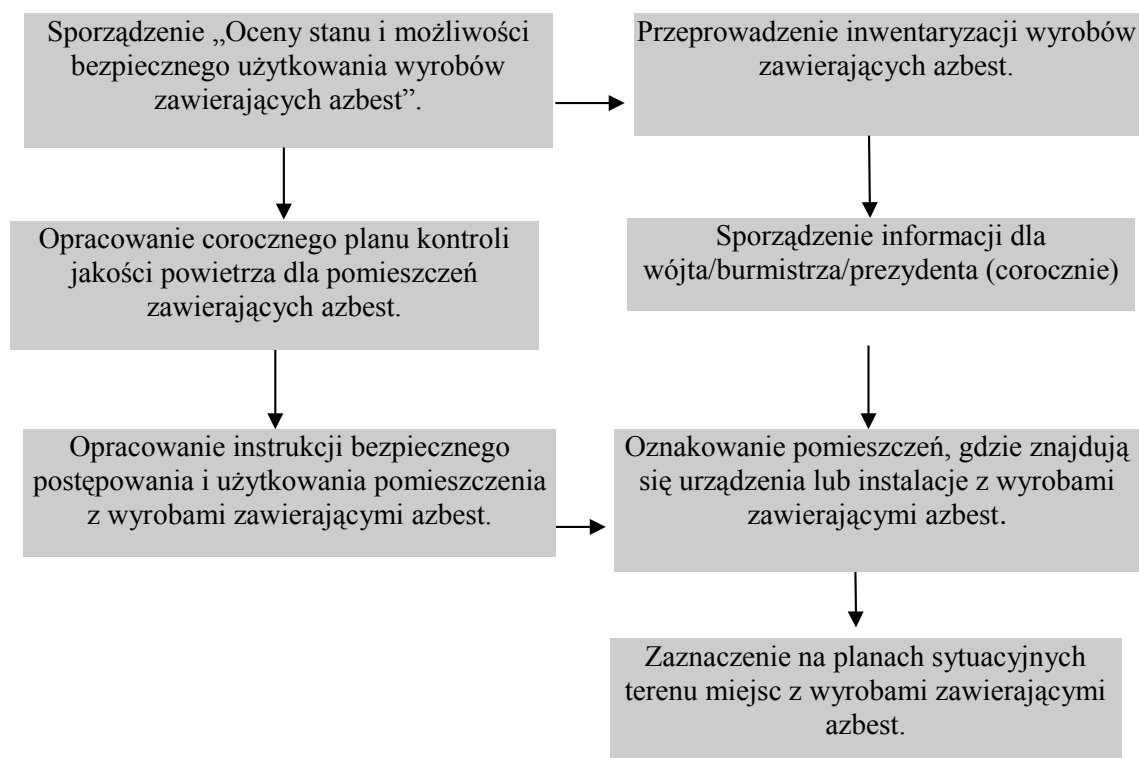 Sporządzenie „Oceny stanu i możliwości
bezpiecznego użytkowania wyrobów
zawierających azbest”.
Przeprowadzenie inwentaryzacji wyrobów
zawierających azbest.
Opracowanie corocznego planu kontroli
jakości powietrza dla pomieszczeń
zawierających azbest.
Sporządzenie informacji dla
wójta/burmistrza/prezydenta (corocznie)
Opracowanie instrukcji bezpiecznego
postępowania i użytkowania pomieszczenia
z wyrobami zawierającymi azbest.
Oznakowanie pomieszczeń, gdzie znajdują
się urządzenia lub instalacje z wyrobami
zawierającymi azbest.
Zaznaczenie na planach sytuacyjnych
terenu miejsc z wyrobami zawierającymi
azbest.